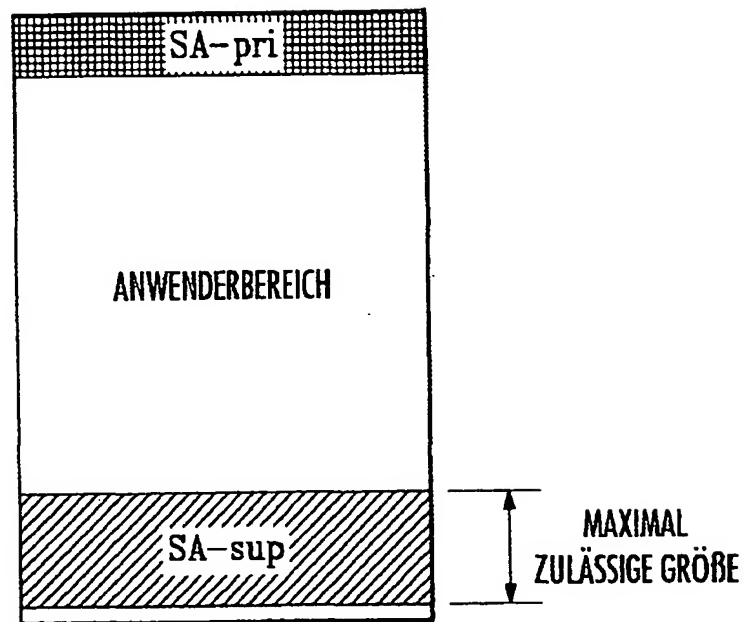 SA-pri
ANWENDERBEREICH
SA-sup
MAXIMAL
ZULÄSSIGE GRÖßE